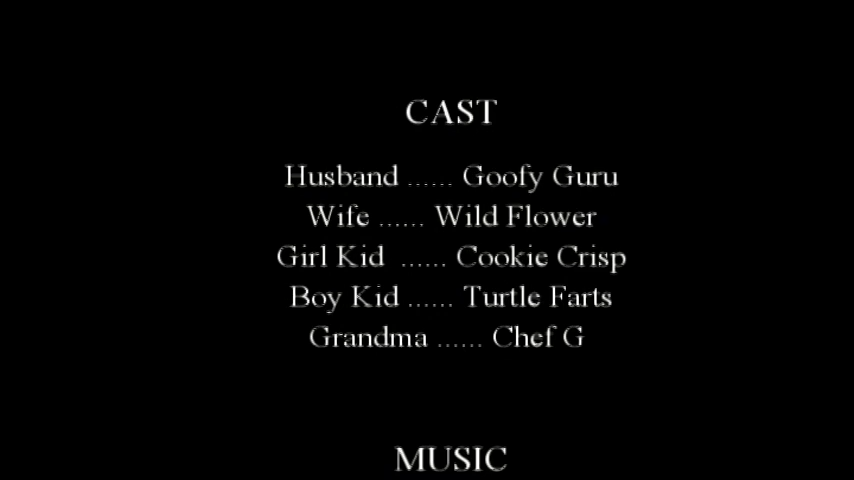 CAST
Husband ...... Goofy Guru
Wife ...... Wild Flower
Girl Kid ...... Cookie Crisp
Boy Kid ...... Turtle Farts
Grandma ...... Chef G
MUSIC